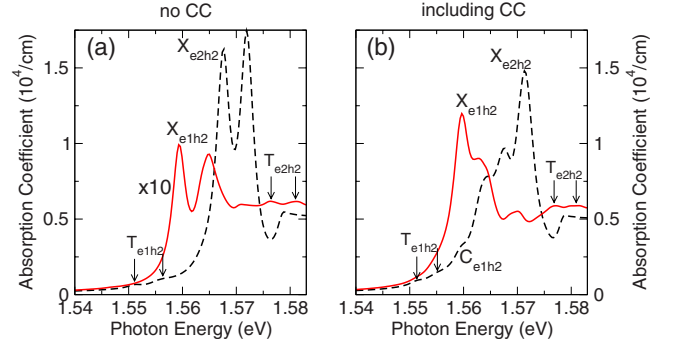 no CC
including CC
(a)
(b)
X_e2h2
X_e2h2
X_e1h2
X_e1h2
x10
T_e2h2
T_e2h2
T_e1h2
T_e1h2
C_e1h2
Absorption Coefficient (10^4/cm)
1.5
1
0.5
0
1.54 1.55 1.56 1.57 1.58
Photon Energy (eV)
1.54 1.55 1.56 1.57 1.58
Photon Energy (eV)
1.5
1
0.5
0
Absorption Coefficient (10^4/cm)